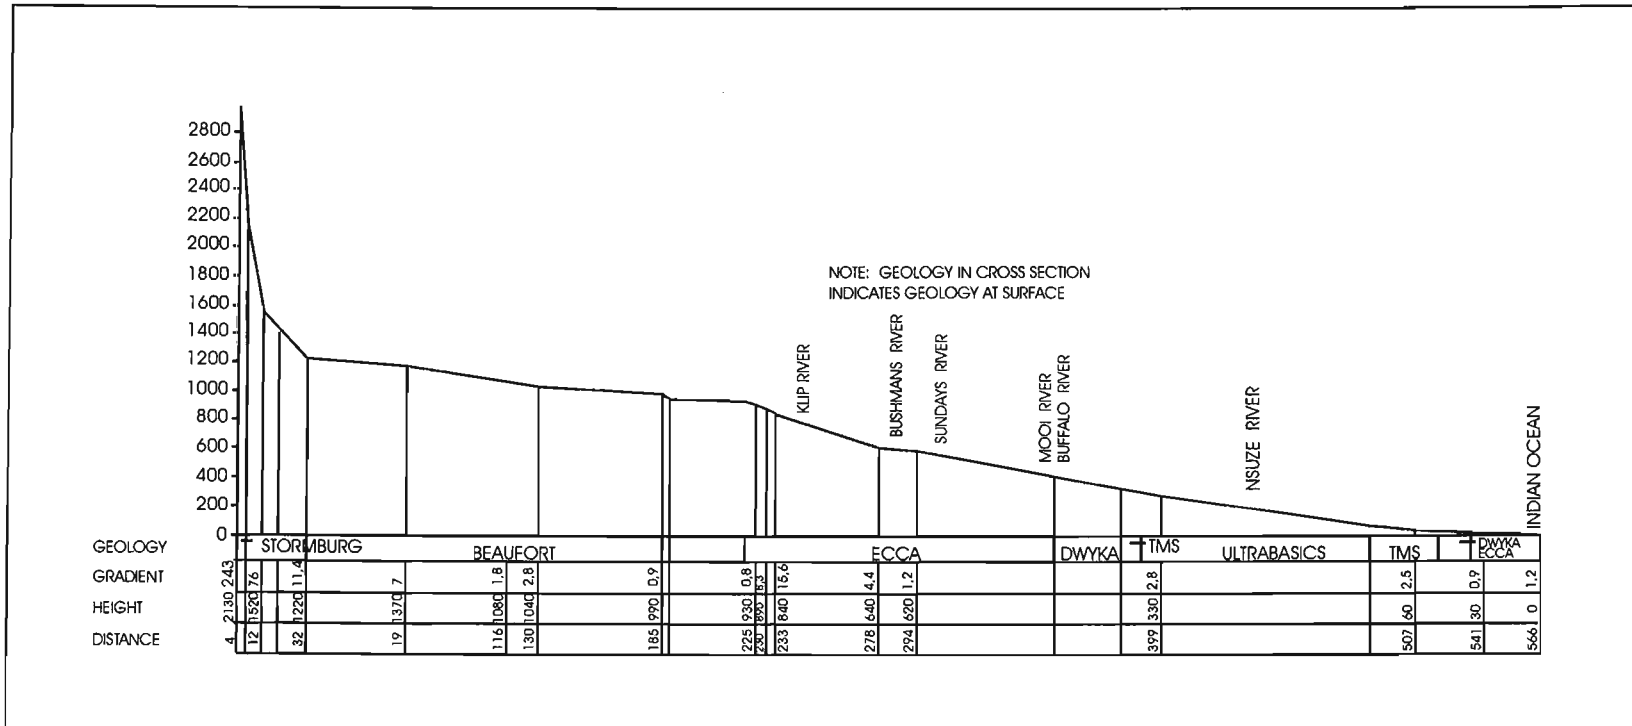 2800
2600
2400
2200
2000
1800
1600
1400
1200
1000
800
600
400
200
0
NOTE: GEOLOGY IN CROSS SECTION
INDICATES GEOLOGY AT SURFACE
KLIP RIVER
BUSHMANS RIVER
SUNDAYS RIVER
MOOI RIVER
BUFFALO RIVER
NSUZE RIVER
INDIAN OCEAN
GEOLOGY STORMBURG BEAUFORT ECCA DWYKA TMS ULTRABASICS TMS DWYKA
ECCA
GRADIENT 243 76 11,4 7 1,8 2,8 0,9 0,8 15,6 4,4 1,2 2,8 2,5 0,9 1,2
HEIGHT 2130 1520 1220 1370 1080 1040 990 930 890 840 640 620 330 60 30 0
DISTANCE 4 12 32 19 116 130 185 225 230 233 278 294 399 507 541 566